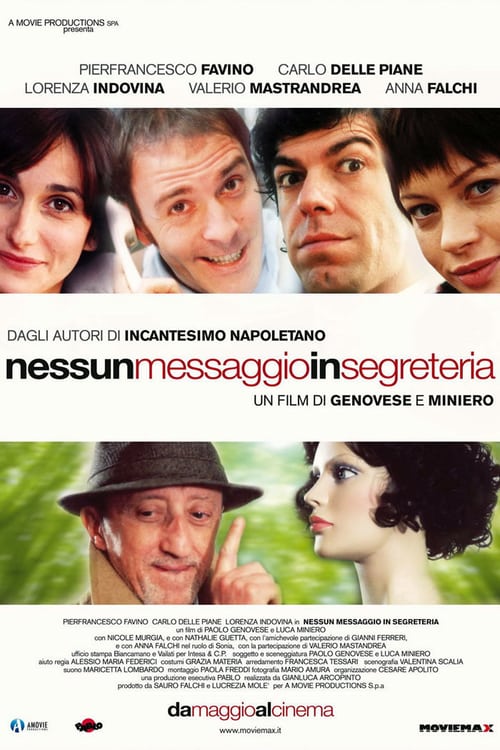 A MOVIE PRODUCTIONS SPA
presenta
PIERFRANCESCO FAVINO CARLO DELLE PIANE
LORENZA INDOVINA VALERIO MASTRANDREA ANNA FALCHI
DAGLI AUTORI DI INCANTESIMO NAPOLETANO
nessunmessaggioinsegreteria
UN FILM DI GENOVESE E MINIERO
PIERFRANCESCO FAVINO CARLO DELLE PIANE LORENZA INDOVINA in NESSUN MESSAGGIO IN SEGRETERIA
un film di PAOLO GENOVESE e LUCA MINIERO
con NICOLE MURGIA, e con NATHALIE GUETTA, con l'amichevole partecipazione di GIANNI FERRERI,
e con ANNA FALCHI nel ruolo di Sonia, con la partecipazione di VALERIO MASTANDREA
ufficio stampa Biancamano e Vailati per Intesa & C.P. soggetto e sceneggiatura PAOLO GENOVESE e LUCA MINIERO
aiuto regia ALESSIO MARIA FEDERICI costumi GRAZIA MATERIA arredamento FRANCESCA TESSARI scenografia VALENTINA SCALIA
suono MARICETTA LOMBARDO montaggio PAOLA FREDDI fotografia MARIO AMURA organizzazione CESARE APOLITO
una produzione esecutiva PABLO realizzata da GIANLUCA ARCOPINTO
prodotto da SAURO FALCHI e LUCREZIA MOLE' per A MOVIE PRODUCTIONS S.p.a
damaggioalcinema
AMOVIE
PRODUCTIONS
PABLO
www.moviemax.it
MOVIEMAX